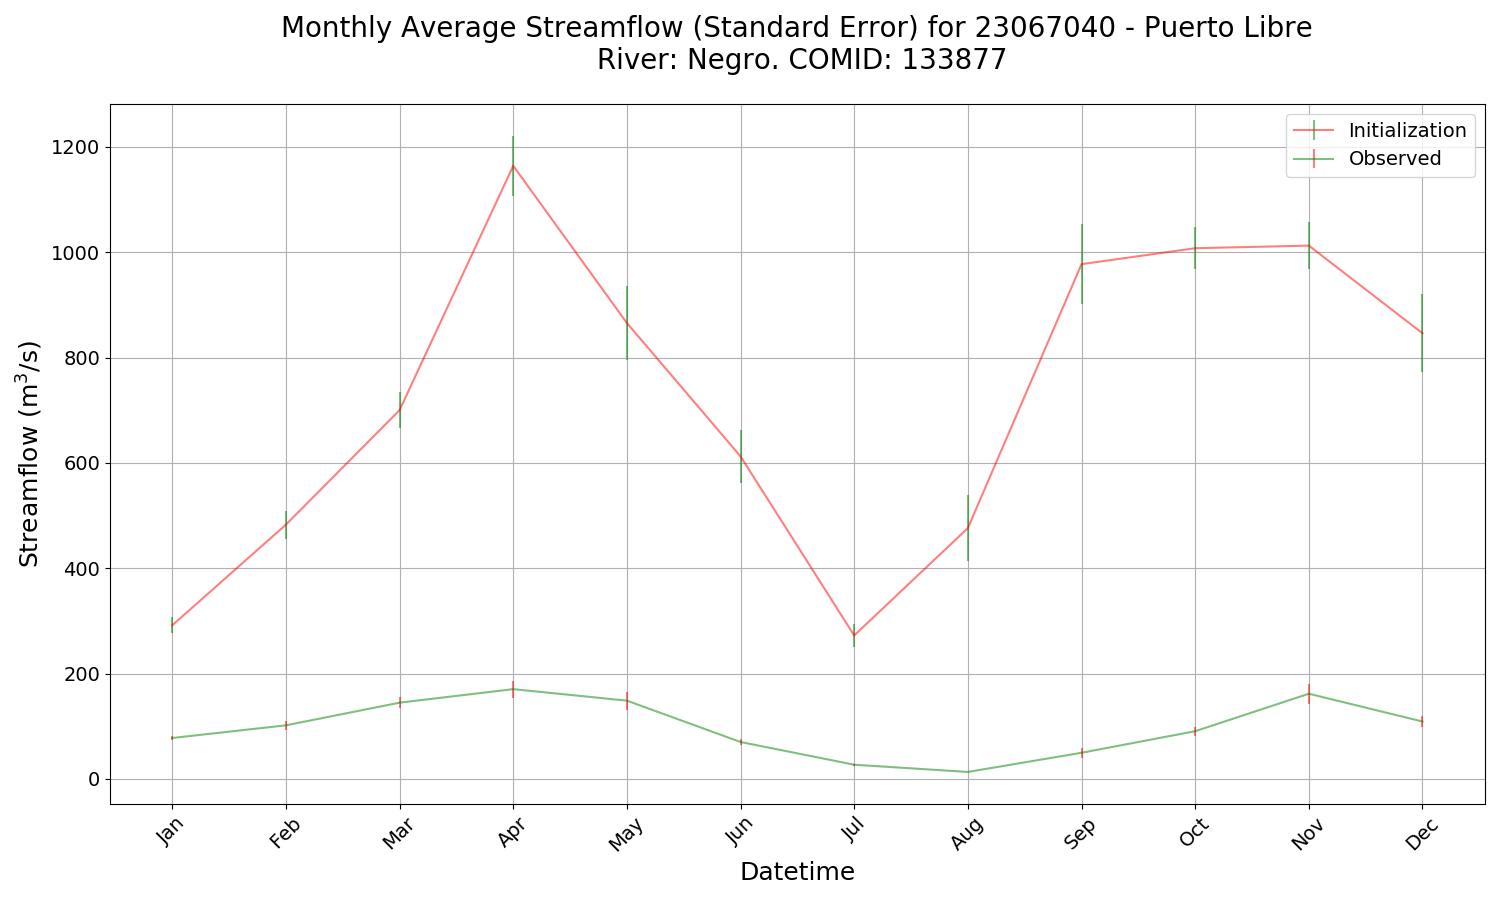 Monthly Average Streamflow (Standard Error) for 23067040 - Puerto Libre
River: Negro. COMID: 133877
Initialization
Observed
1200
1000
800
600
400
200
0
Streamflow (m³/s)
Jan Feb Mar Apr May Jun Jul Aug Sep Oct Nov Dec
Datetime